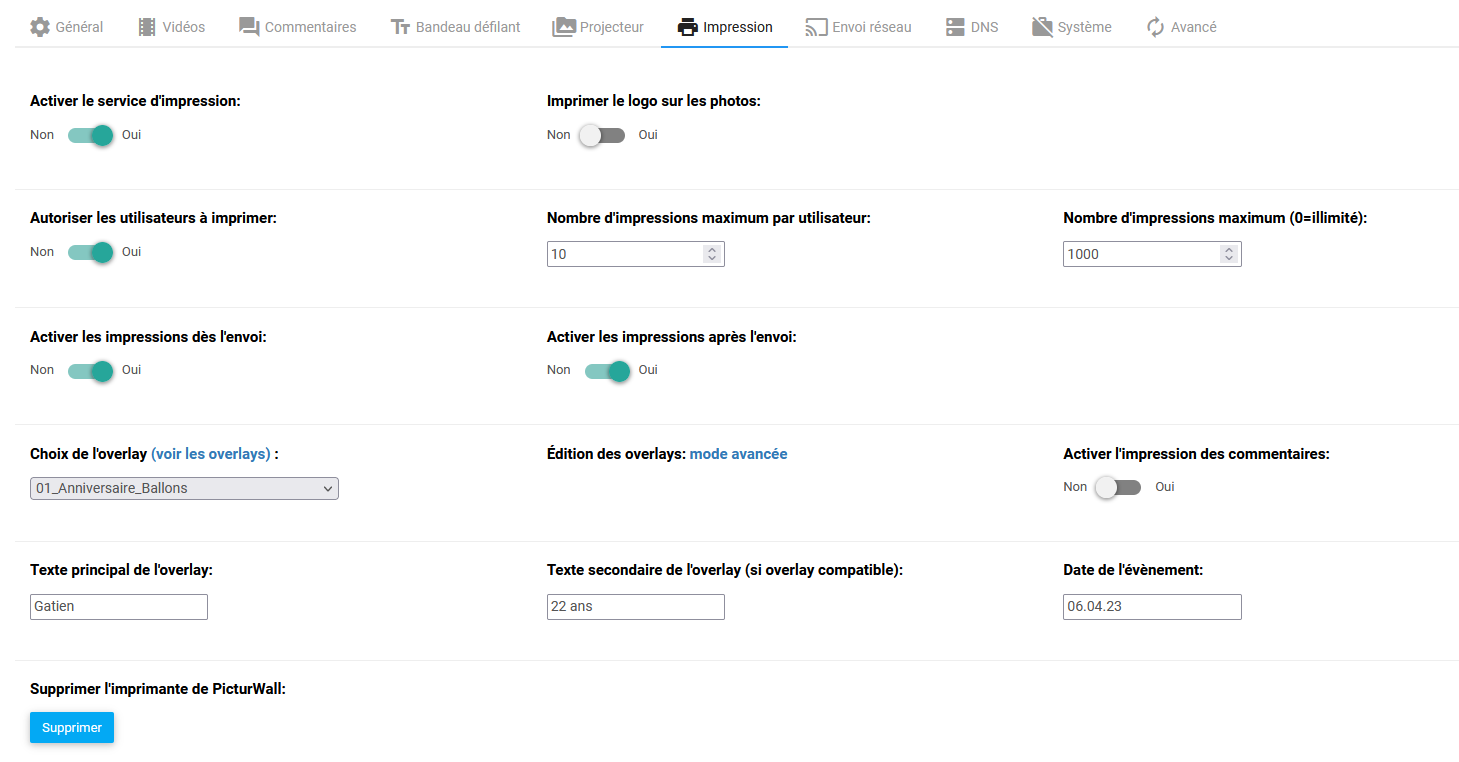 Général Vidéos Commentaires Bandeau défilant Projecteur Impression Envoi réseau DNS Système Avancé
Activer le service d'impression: Imprimer le logo sur les photos:
Non Oui Non Oui
Autoriser les utilisateurs à imprimer: Nombre d'impressions maximum par utilisateur: Nombre d'impressions maximum (0=illimité):
Non Oui 10 1000
Activer les impressions dès l'envoi: Activer les impressions après l'envoi:
Non Oui Non Oui
Choix de l'overlay (voir les overlays) : Édition des overlays: mode avancée Activer l'impression des commentaires:
01_Anniversaire_Ballons Non Oui
Texte principal de l'overlay: Texte secondaire de l'overlay (si overlay compatible): Date de l'évènement:
Gatien 22 ans 06.04.23
Supprimer l'imprimante de PicturWall:
Supprimer